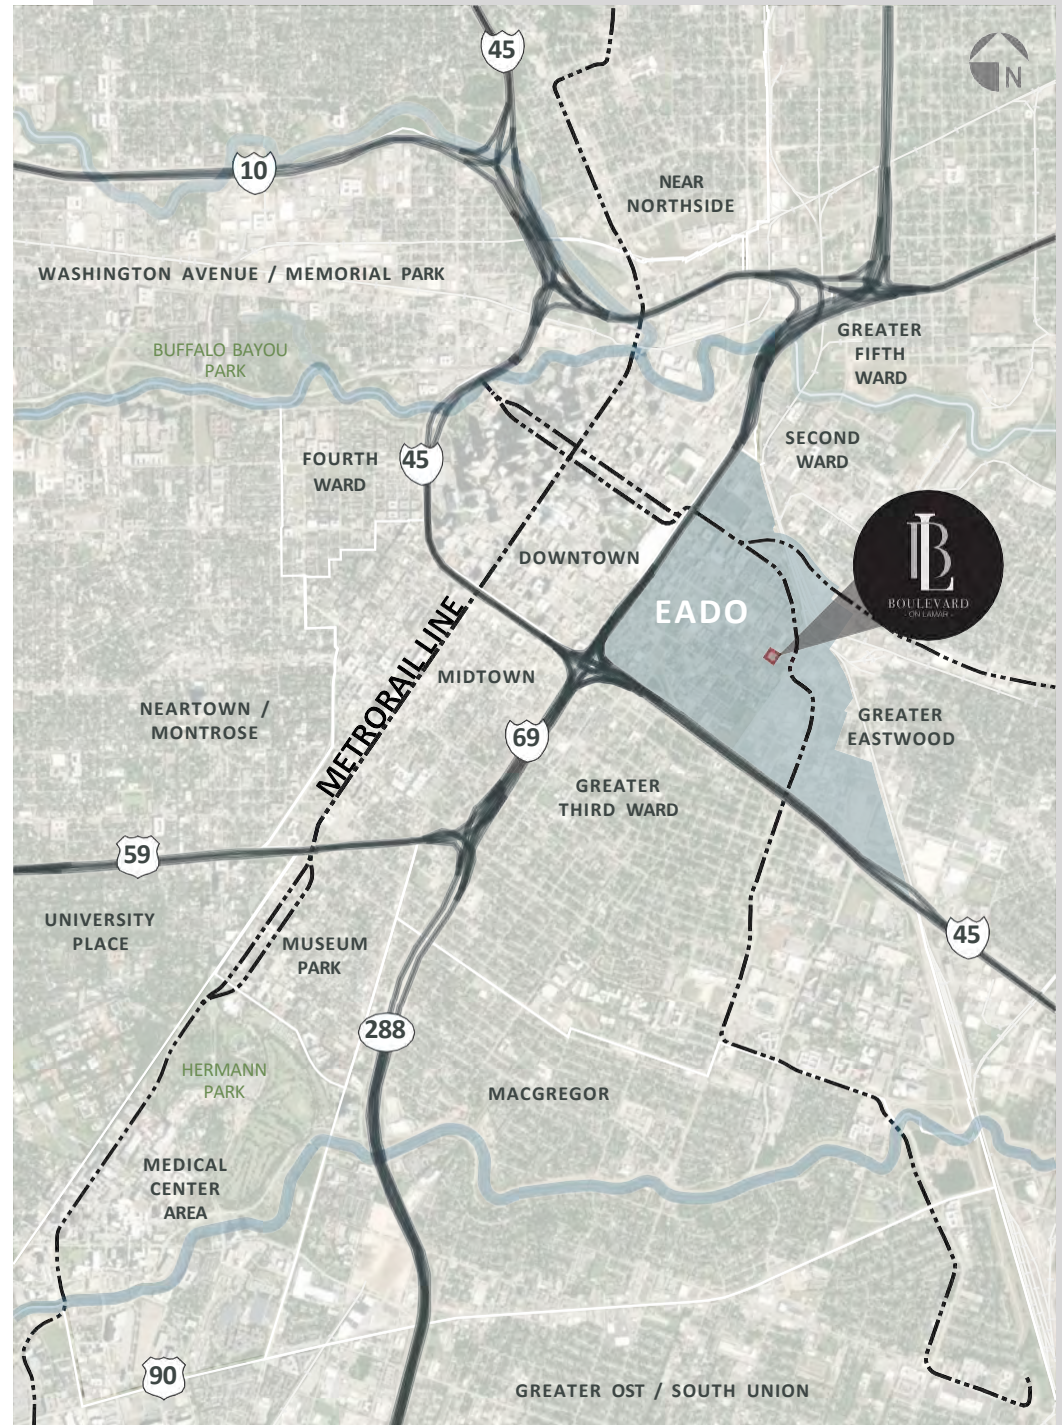 45
N
10
NEAR
NORTHSIDE
WASHINGTON AVENUE / MEMORIAL PARK
BUFFALO BAYOU
PARK
GREATER
FIFTH
WARD
SECOND
WARD
FOURTH
WARD
45
DOWNTOWN
EADO
LB
BOULEVARD
- ON LAMAR -
METRORAIL LINE
MIDTOWN
NEARTOWN /
MONTROSE
69
GREATER
EASTWOOD
GREATER
THIRD WARD
59
UNIVERSITY
PLACE
MUSEUM
PARK
45
288
HERMANN
PARK
MACGREGOR
MEDICAL
CENTER
AREA
90
GREATER OST / SOUTH UNION